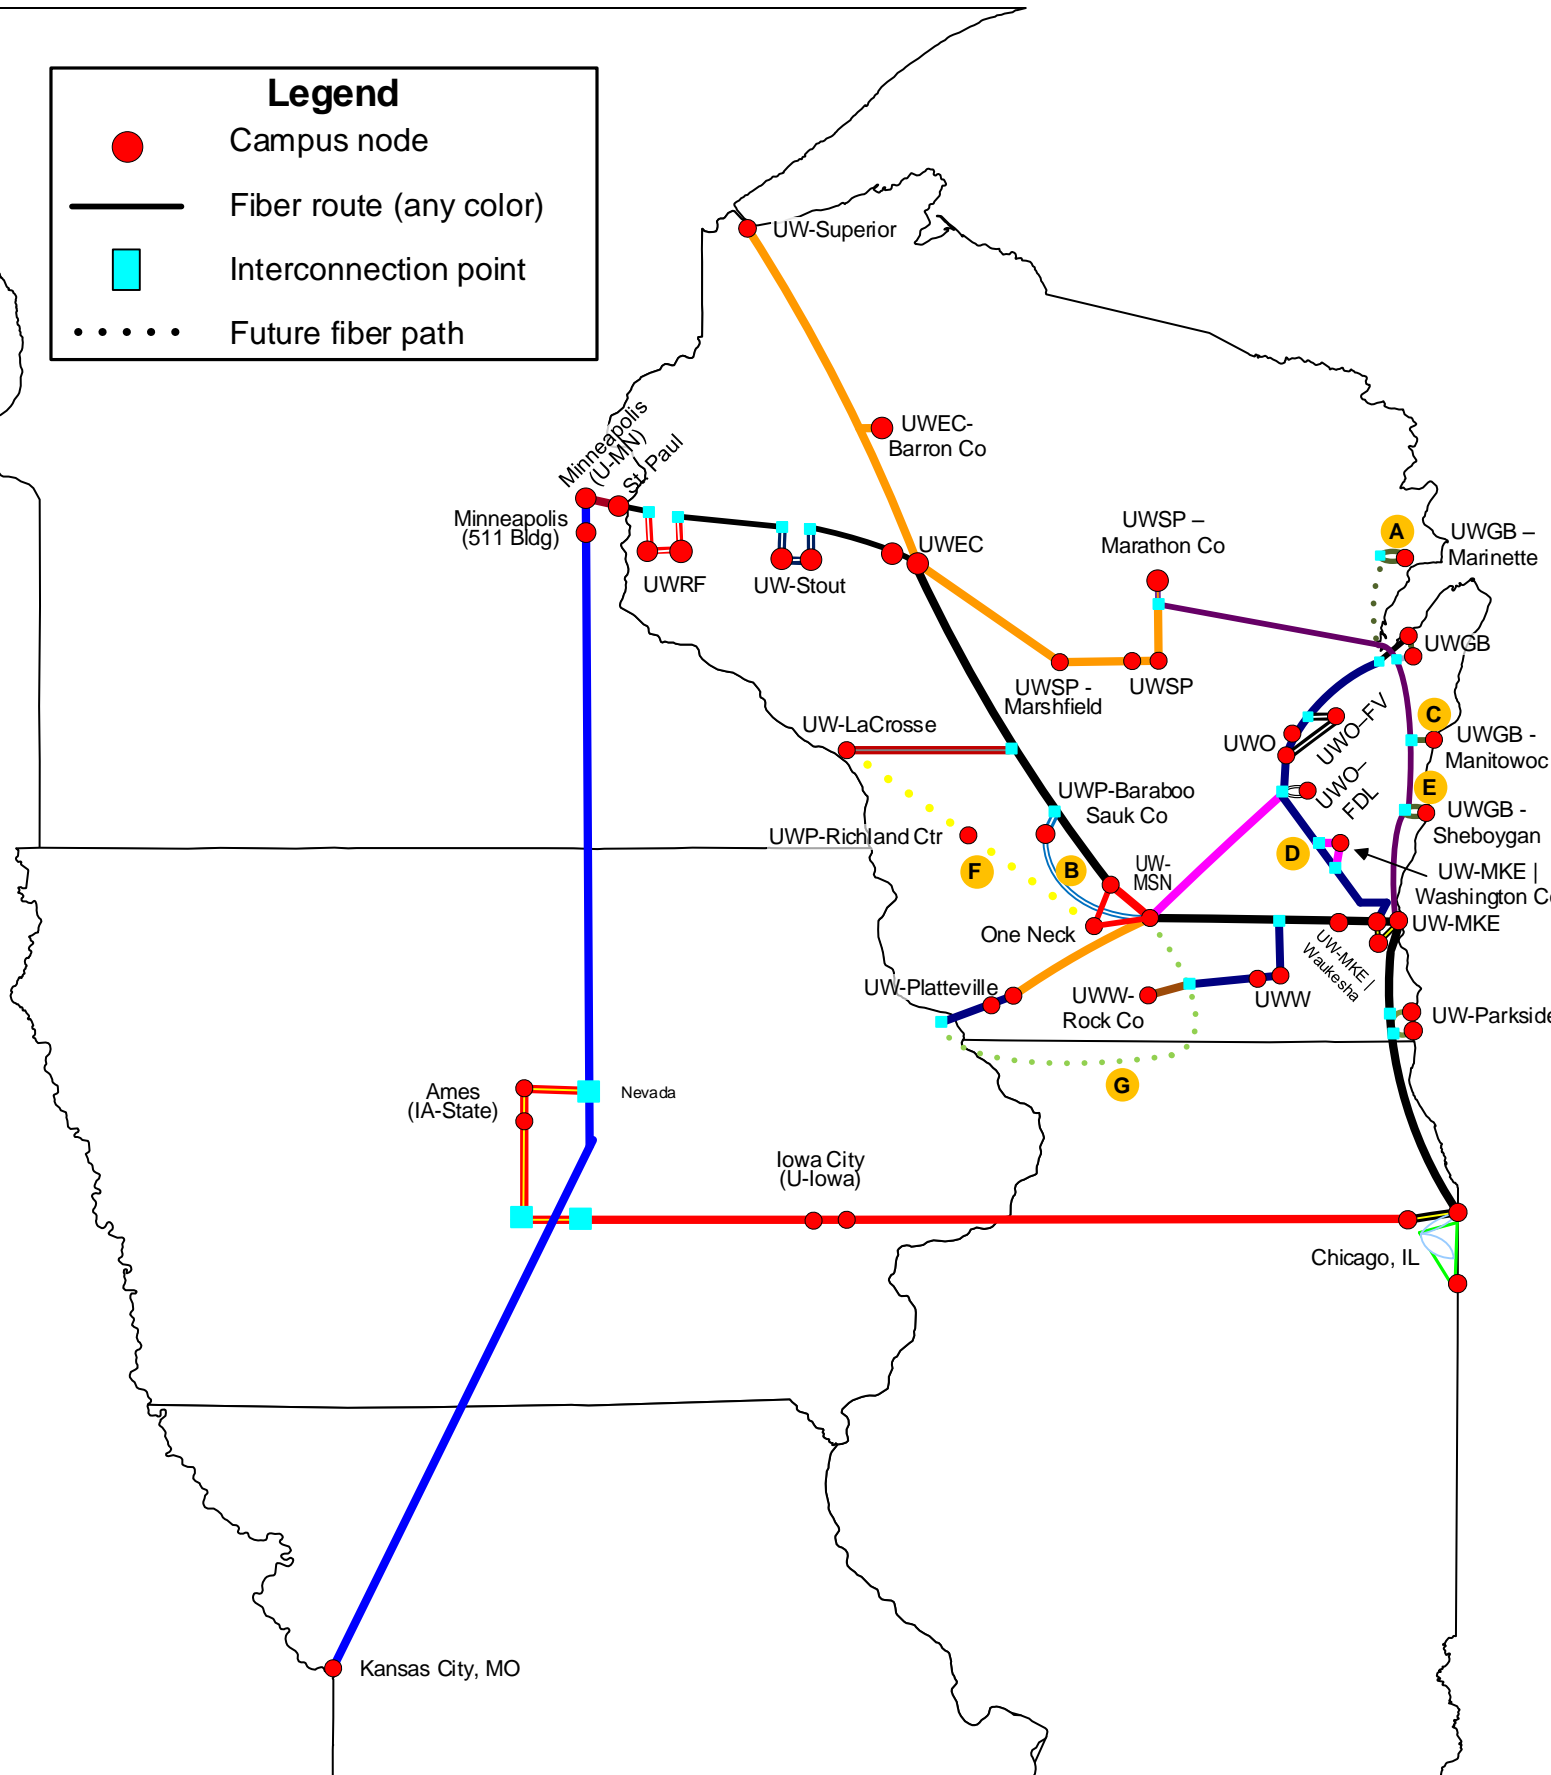 Legend
Campus node
Fiber route (any color)
Interconnection point
Future fiber path
UW-Superior
UWEC-
Barron Co
Minneapolis
(U-MN)
St. Paul
Minneapolis
(511 Bldg)
UWRF
UW-Stout
UWEC
UWSP –
Marathon Co
A
UWGB –
Marinette
UWGB
UWSP -
Marshfield
UWSP
UW-LaCrosse
UWO
UWO–FV
C
UWGB -
Manitowoc
UWO–
FDL
E
UWGB -
Sheboygan
UWP-Baraboo
Sauk Co
UWP-Richland Ctr
F
B
UW-
MSN
D
UW-MKE |
Washington Co
One Neck
UW-MKE
UW-MKE |
Waukesha
UW-Platteville
UWW-
Rock Co
UWW
UW-Parkside
G
Ames
(IA-State)
Nevada
Iowa City
(U-Iowa)
Chicago, IL
Kansas City, MO